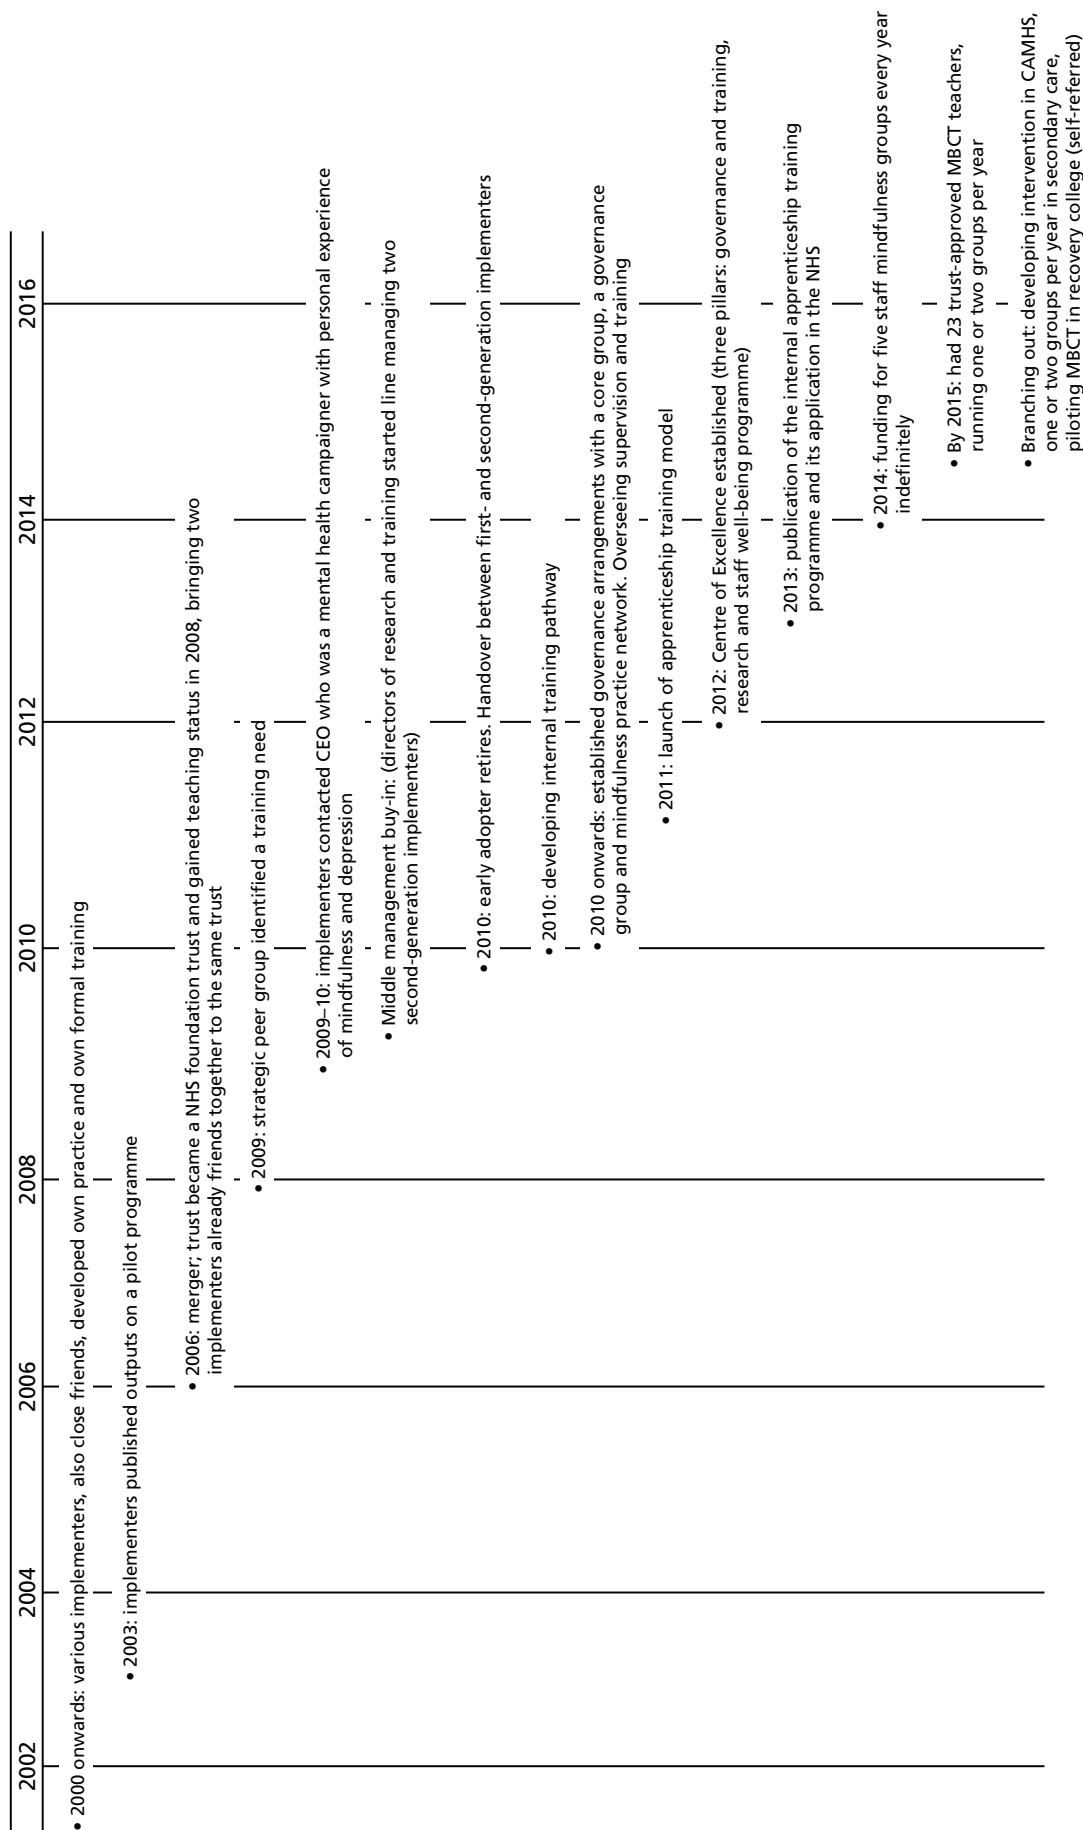 2002 2004 2006 2008 2010 2012 2014 2016
• 2000 onwards: various implementers, also close friends, developed own practice and own formal training
• 2003: implementers published outputs on a pilot programme
• 2006: merger; trust became a NHS foundation trust and gained teaching status in 2008, bringing two
implementers already friends together to the same trust
• 2009: strategic peer group identified a training need
• 2009–10: implementers contacted CEO who was a mental health campaigner with personal experience
of mindfulness and depression
• Middle management buy-in: (directors of research and training started line managing two
second-generation implementers)
• 2010: early adopter retires. Handover between first- and second-generation implementers
• 2010: developing internal training pathway
• 2010 onwards: established governance arrangements with a core group, a governance
group and mindfulness practice network. Overseeing supervision and training
• 2011: launch of apprenticeship training model
• 2012: Centre of Excellence established (three pillars: governance and training,
research and staff well-being programme)
• 2013: publication of the internal apprenticeship training
programme and its application in the NHS
• 2014: funding for five staff mindfulness groups every year
indefinitely
• By 2015: had 23 trust-approved MBCT teachers,
running one or two groups per year
• Branching out: developing intervention in CAMHS,
one or two groups per year in secondary care,
piloting MBCT in recovery college (self-referred)